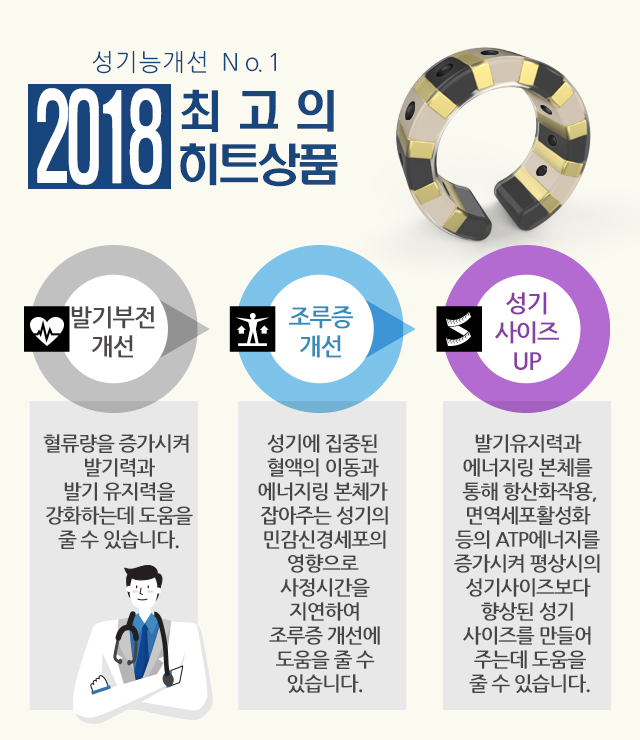 성기능개선 No.1
2018 최고의
히트상품
발기부전
개선
조루증
개선
성기
사이즈
UP
혈류량을 증가시켜
발기력과
발기 유지력을
강화하는데 도움을
줄 수 있습니다.
성기에 집중된
혈액의 이동과
에너지링 본체가
잡아주는 성기의
민감신경세포의
영향으로
사정시간을
지연하여
조루증 개선에
도움을 줄 수
있습니다.
발기유지력과
에너지링 본체를
통해 항산화작용,
면역세포활성화
등의 ATP에너지를
증가시켜 평상시의
성기사이즈보다
향상된 성기
사이즈를 만들어
주는데 도움을
줄 수 있습니다.